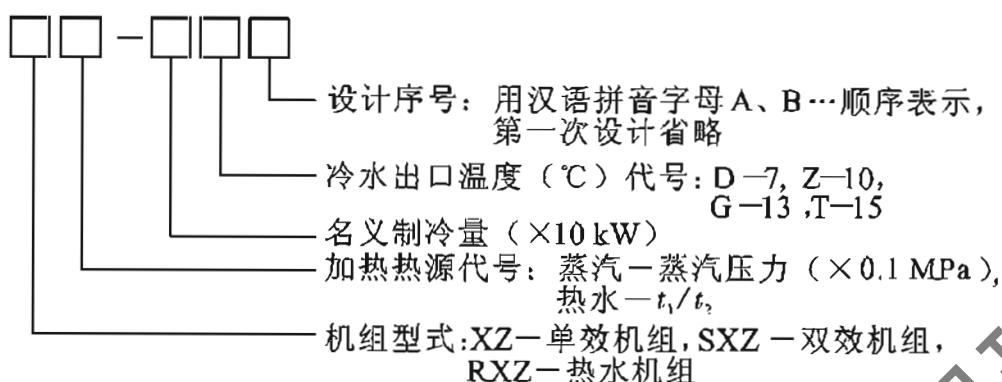 设计序号：用汉语拼音字母A、B…顺序表示，
第一次设计省略
冷水出口温度（℃）代号：D—7, Z—10,
G—13 ,T—15
名义制冷量（×10 kW）
加热热源代号：蒸汽－蒸汽压力（×0.1 MPa），
热水－t₁/t₂
机组型式:XZ－单效机组, SXZ－双效机组，
RXZ－热水机组